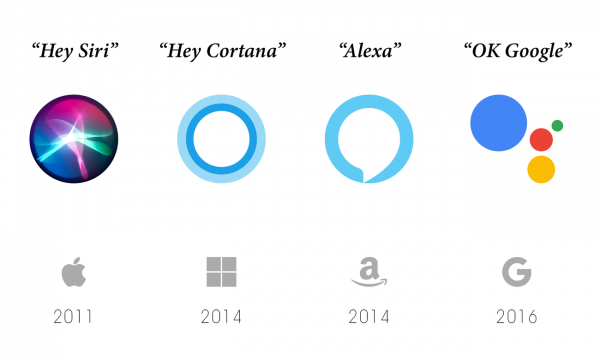 “Hey Siri” “Hey Cortana” “Alexa” “OK Google”
a G
2011 2014 2014 2016